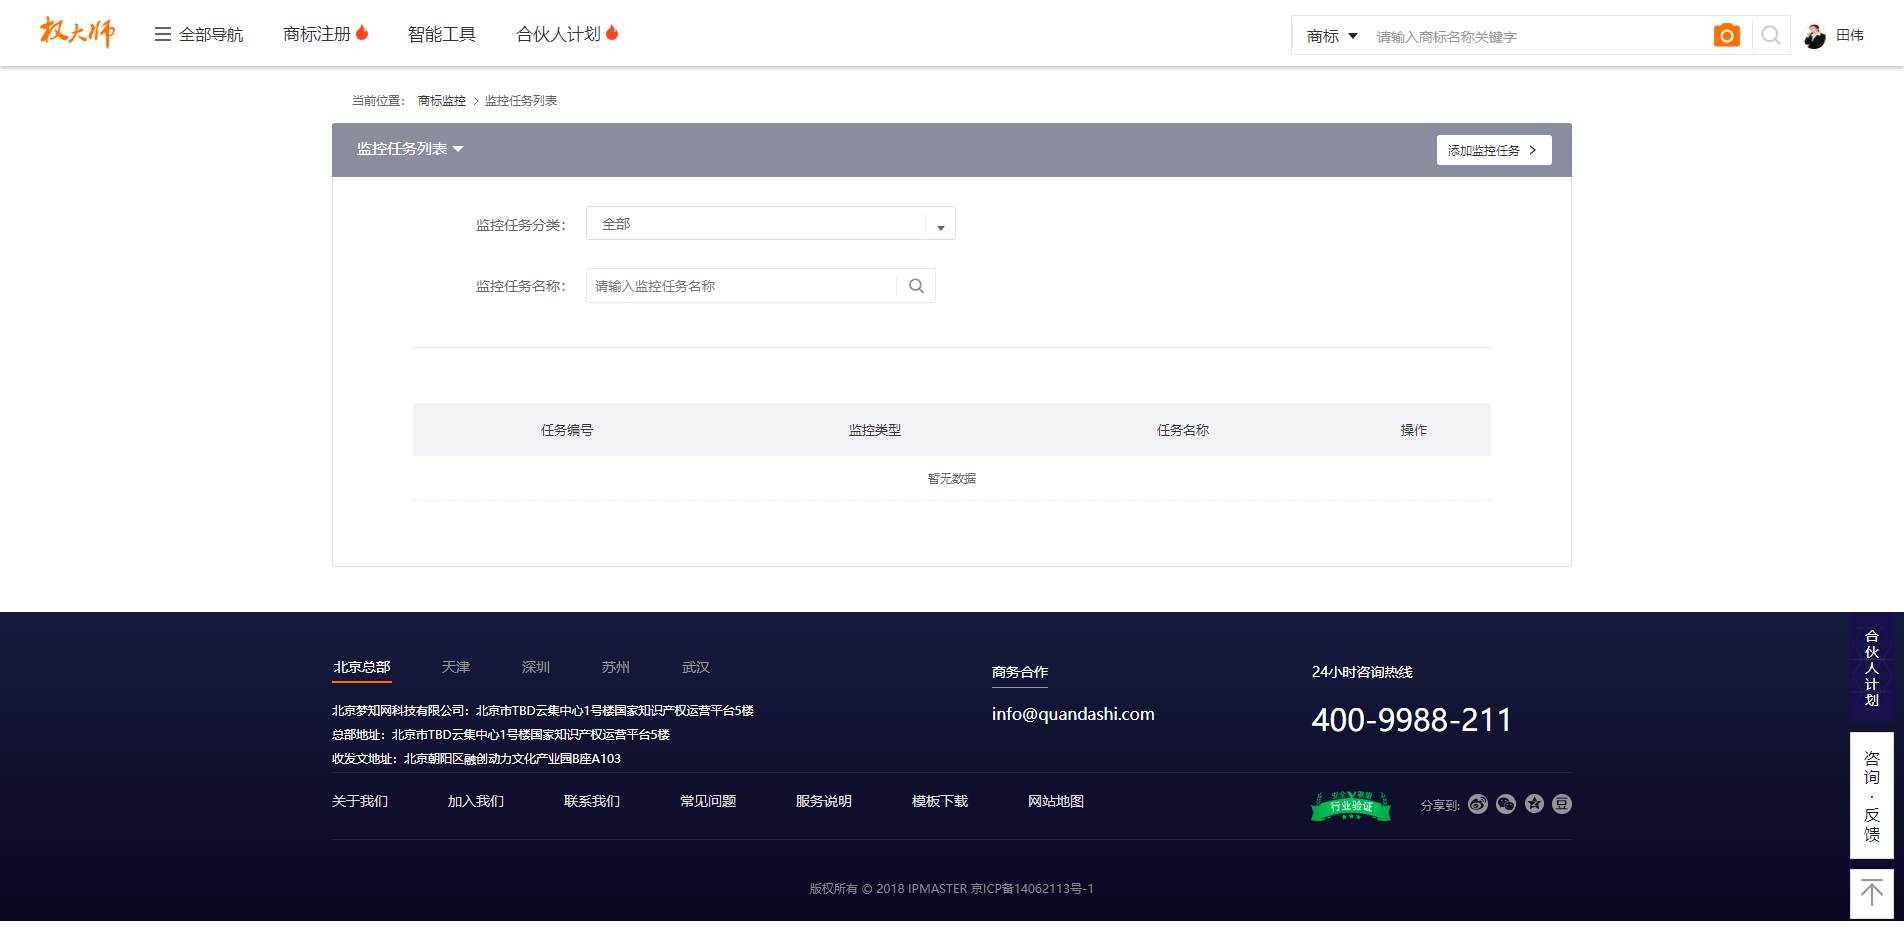 权大师 全部导航 商标注册 智能工具 合伙人计划 商标 请输入商标名称关键字 田伟
当前位置： 商标监控 > 监控任务列表
监控任务列表 添加监控任务 >
监控任务分类： 全部
监控任务名称： 请输入监控任务名称
任务编号 监控类型 任务名称 操作
暂无数据
北京总部 天津 深圳 苏州 武汉
北京梦知网科技有限公司：北京市TBD云集中心1号楼国家知识产权运营平台5楼
总部地址：北京市TBD云集中心1号楼国家知识产权运营平台5楼
收发文地址：北京朝阳区融创动力文化产业园B座A103
商务合作
info@quandashi.com
24小时咨询热线
400-9988-211
关于我们 加入我们 联系我们 常见问题 服务说明 模板下载 网站地图
安全V联盟
行业验证
分享到: 豆
版权所有 © 2018 IPMASTER 京ICP备14062113号-1
合伙人计划
咨询·反馈